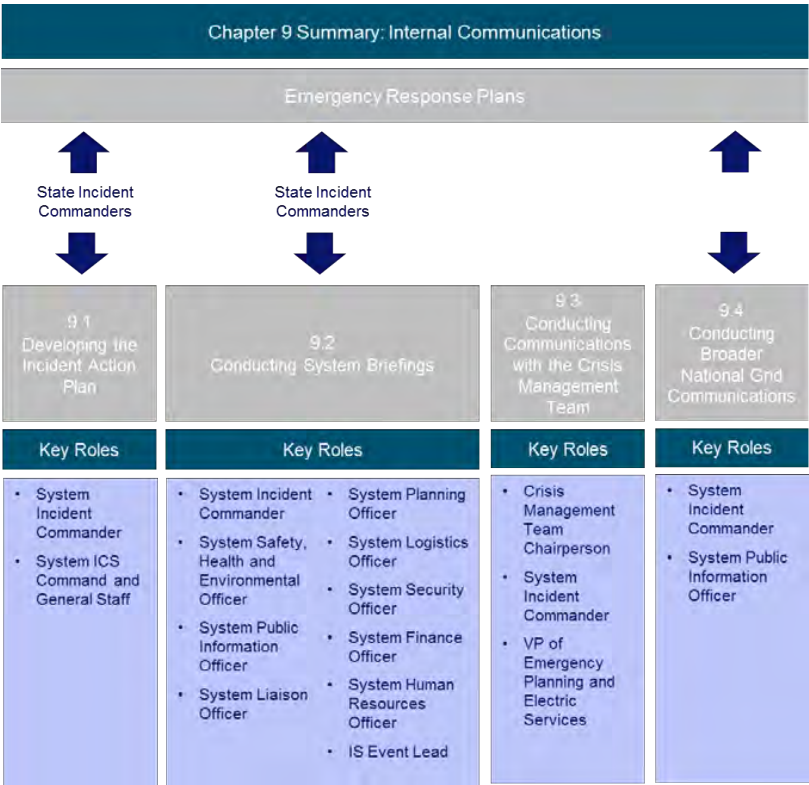 Chapter 9 Summary: Internal Communications
Emergency Response Plans
State Incident
Commanders
State Incident
Commanders
9.1
Developing the
Incident Action
Plan
9.2
Conducting System Briefings
9.3
Conducting
Communications
with the Crisis
Management
Team
9.4
Conducting
Broader
National Grid
Communications
Key Roles
Key Roles
Key Roles
Key Roles
• System
Incident
Commander
• System ICS
Command and
General Staff
• System Incident
Commander
• System Safety,
Health and
Environmental
Officer
• System Public
Information
Officer
• System Liaison
Officer
• System Planning
Officer
• System Logistics
Officer
• System Security
Officer
• System Finance
Officer
• System Human
Resources
Officer
• IS Event Lead
• Crisis
Management
Team
Chairperson
• System
Incident
Commander
• VP of
Emergency
Planning and
Electric
Services
• System
Incident
Commander
• System Public
Information
Officer